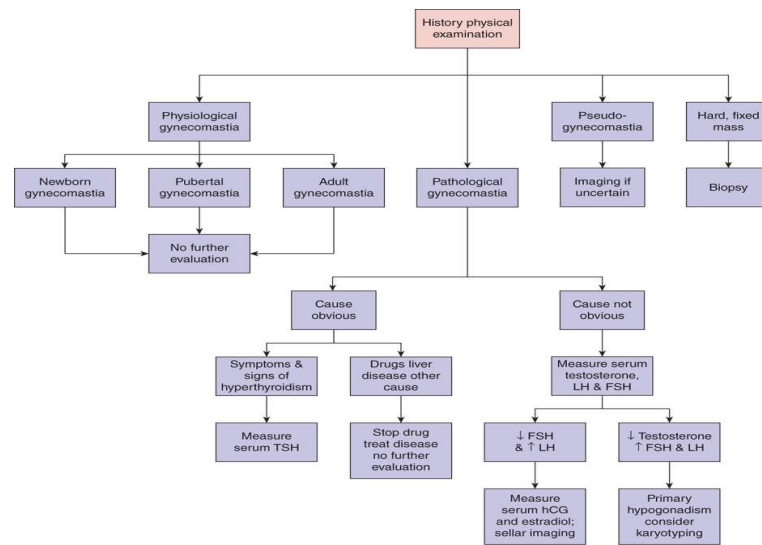 History physical
examination
Physiological
gynecomastia
Pseudo-
gynecomastia
Hard, fixed
mass
Newborn
gynecomastia
Pubertal
gynecomastia
Adult
gynecomastia
Pathological
gynecomastia
Imaging if
uncertain
Biopsy
No further
evaluation
Cause
obvious
Cause not
obvious
Symptoms &
signs of
hyperthyroidism
Drugs liver
disease other
cause
Measure serum
testosterone,
LH & FSH
Measure
serum TSH
Stop drug
treat disease
no further
evaluation
↓ FSH
& ↑ LH
↓ Testosterone
↑ FSH & LH
Measure
serum hCG
and estradiol;
sellar imaging
Primary
hypogonadism
consider
karyotyping